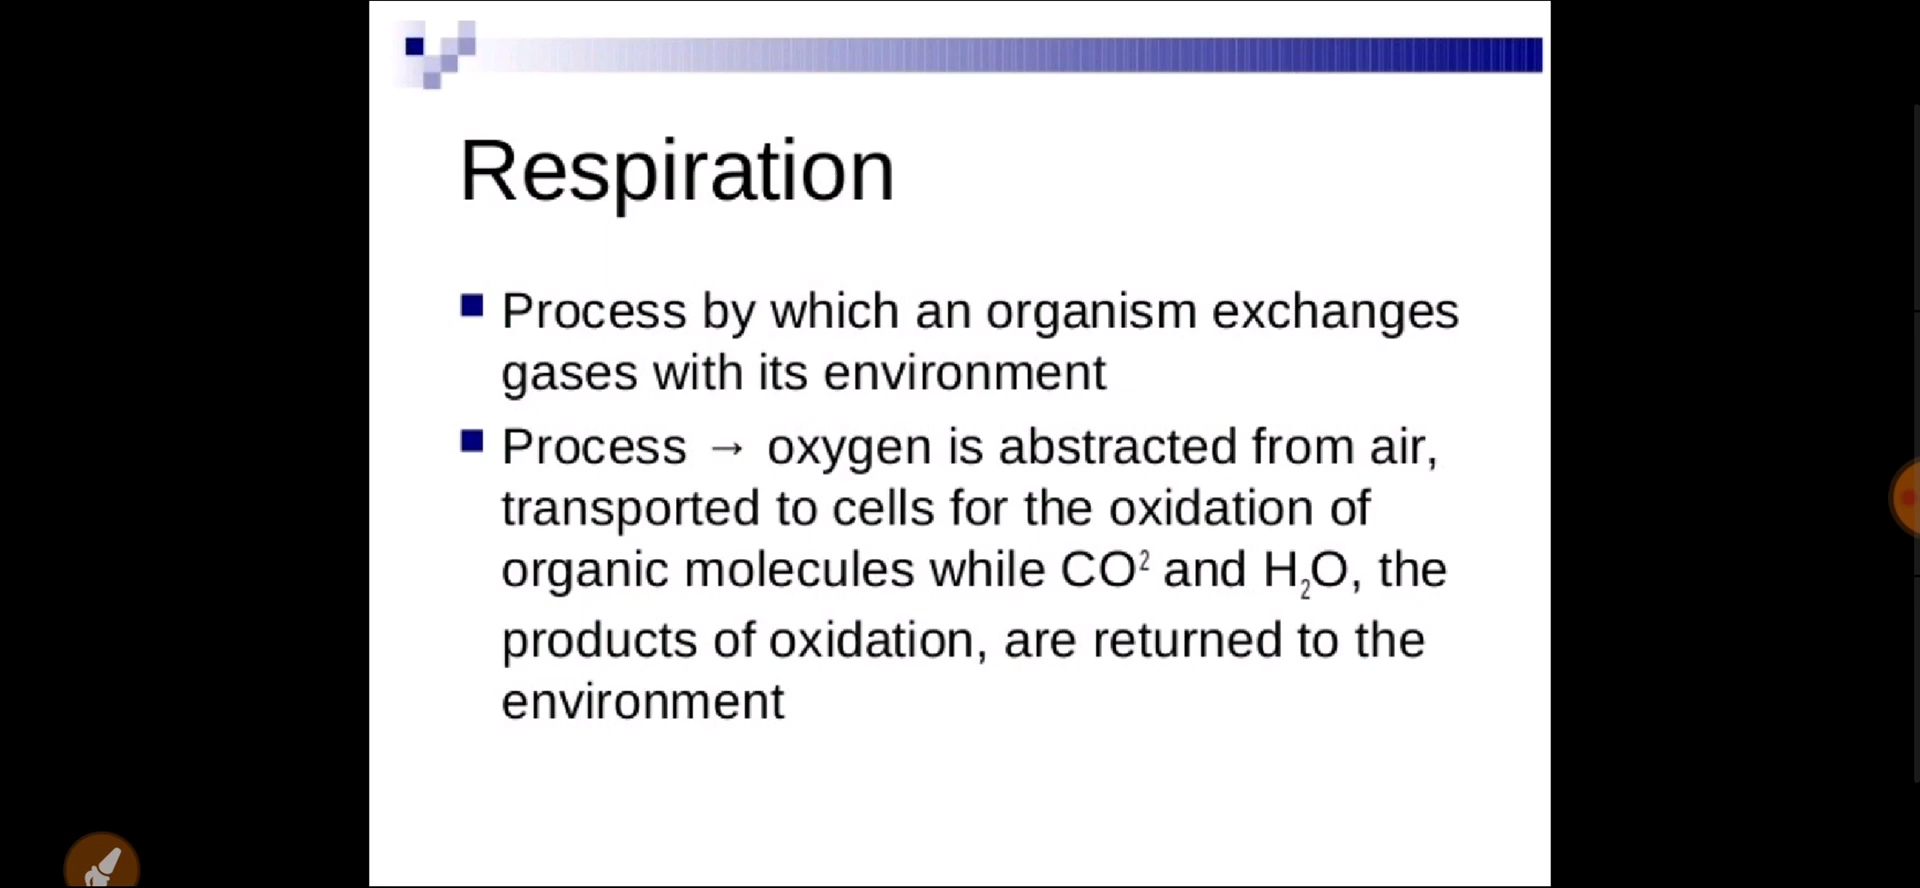 Respiration
Process by which an organism exchanges
gases with its environment
Process → oxygen is abstracted from air,
transported to cells for the oxidation of
organic molecules while CO² and H₂O, the
products of oxidation, are returned to the
environment